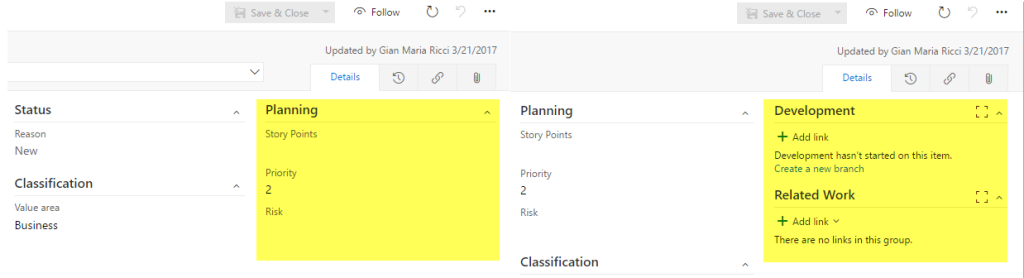 Save & Close
Follow
•••
Updated by Gian Maria Ricci 3/21/2017
Details
Status
Reason
New
Classification
Value area
Business
Planning
Story Points
Priority
2
Risk
Save & Close
Follow
•••
Updated by Gian Maria Ricci 3/21/2017
Details
Planning
Story Points
Priority
2
Risk
Classification
Development
+ Add link
Development hasn't started on this item.
Create a new branch
Related Work
+ Add link
There are no links in this group.